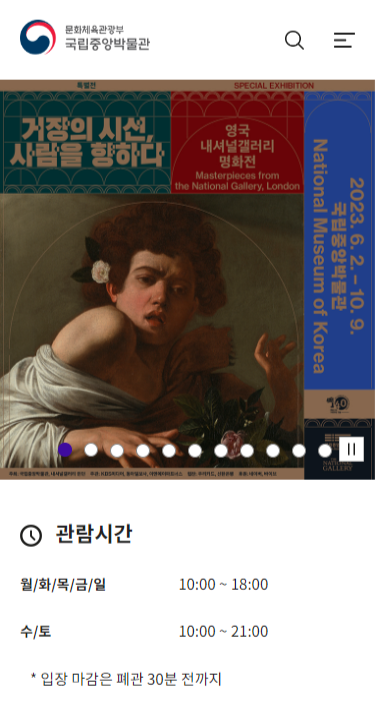 문화체육관광부
국립중앙박물관
특별전
SPECIAL EXHIBITION
거장의 시선,
사람을 향하다
영국
내셔널갤러리
명화전
Masterpieces from
the National Gallery, London
2023. 6. 2. – 10. 9.
국립중앙박물관
National Museum of Korea
NATIONAL
GALLERY
관람시간
월/화/목/금/일 10:00 ~ 18:00
수/토 10:00 ~ 21:00
* 입장 마감은 폐관 30분 전까지